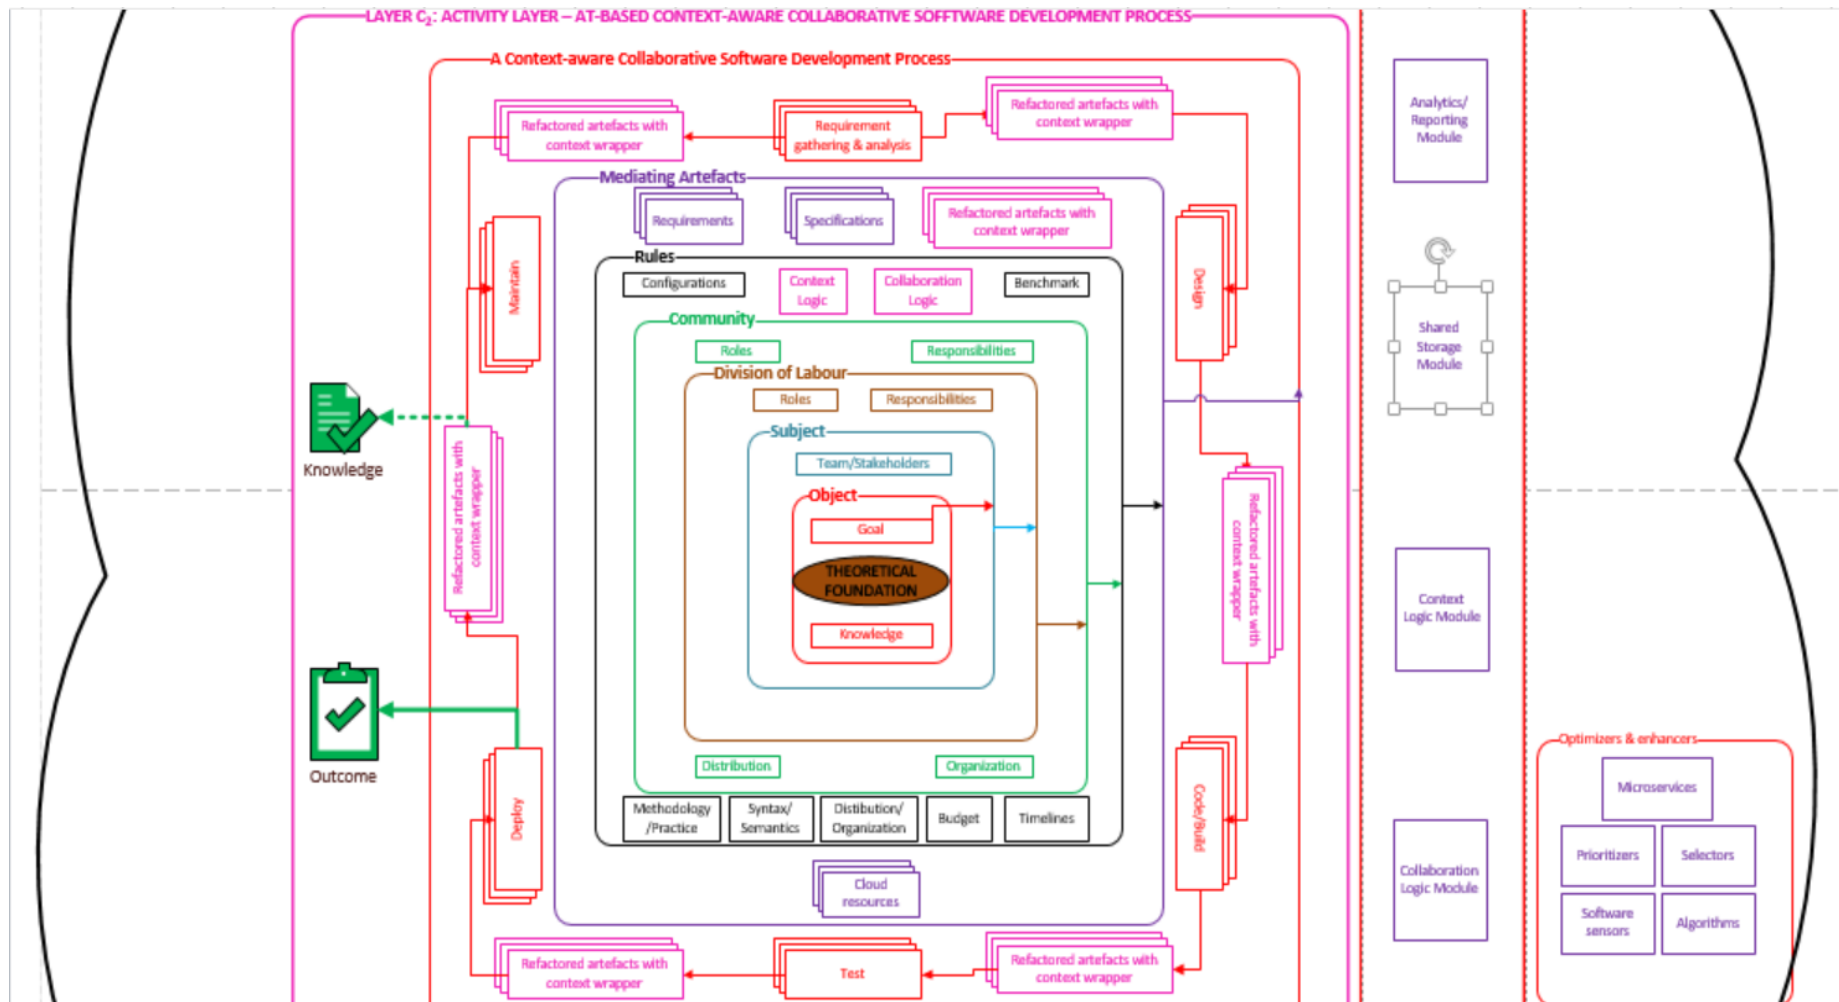 LAYER C2: ACTIVITY LAYER – AT-BASED CONTEXT-AWARE COLLABORATIVE SOFFTWARE DEVELOPMENT PROCESS
A Context-aware Collaborative Software Development Process
Refactored artefacts with
context wrapper
Requirement
gathering & analysis
Refactored artefacts with
context wrapper
Mediating Artefacts
Requirements
Specifications
Refactored artefacts with
context wrapper
Rules
Configurations
Context
Logic
Collaboration
Logic
Benchmark
Community
Roles
Responsibilities
Division of Labour
Roles
Responsibilities
Subject
Team/Stakeholders
Object
Goal
THEORETICAL
FOUNDATION
Knowledge
Distribution
Organization
Methodology
/Practice
Syntax/
Semantics
Distibution/
Organization
Budget
Timelines
Cloud
resources
Maintain
Design
Refactored artefacts with
context wrapper
Refactored artefacts with
context wrapper
Deploy
Code/Build
Refactored artefacts with
context wrapper
Test
Refactored artefacts with
context wrapper
Knowledge
Outcome
Analytics/
Reporting
Module
Shared
Storage
Module
Context
Logic Module
Collaboration
Logic Module
Optimizers & enhancers
Microservices
Prioritizers
Selectors
Software
sensors
Algorithms